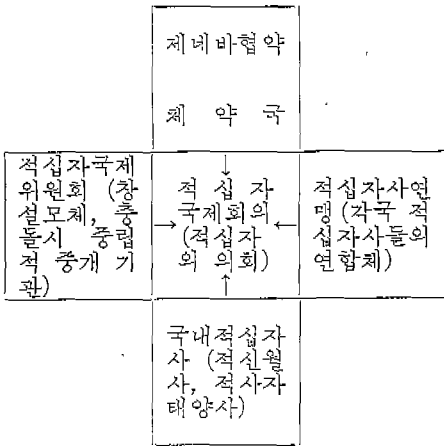 제네바협약
체 약 국
적십자국제
위원회 (창
설모체, 충
돌시 중립
적 중개 기
관)
적 십 자
국제회의
(적십자
의 의회)
적십자사연
맹 (각국 적
십자사들의
연합체)
국내적십자
사 (적신월
사, 적사자
태양사)